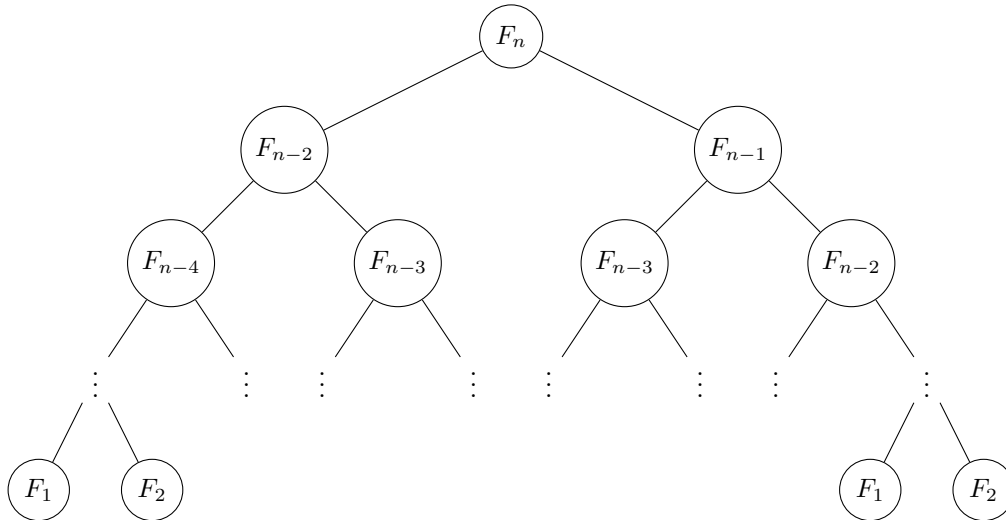 F_n
F_{n-2} F_{n-1}
F_{n-4} F_{n-3} F_{n-3} F_{n-2}
⋮ ⋮ ⋮ ⋮ ⋮ ⋮ ⋮ ⋮
F_1 F_2 F_1 F_2